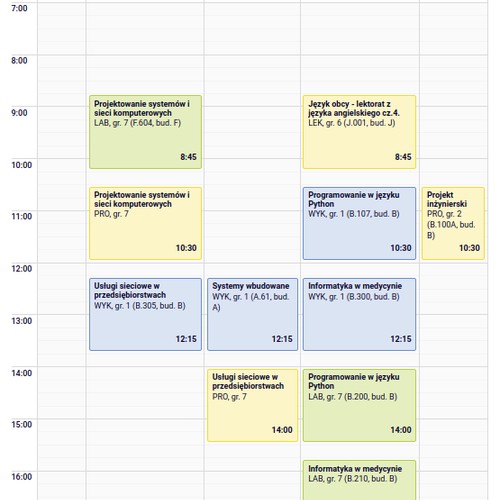 7:00
8:00
9:00
10:00
11:00
12:00
13:00
14:00
15:00
16:00
Projektowanie systemów i
sieci komputerowych
LAB, gr. 7 (F.604, bud. F)
8:45
Projektowanie systemów i
sieci komputerowych
PRO, gr. 7
10:30
Usługi sieciowe w
przedsiębiorstwach
WYK, gr. 1 (B.305, bud. B)
12:15
Systemy wbudowane
WYK, gr. 1 (A.61, bud.
A)
12:15
Usługi sieciowe w
przedsiębiorstwach
PRO, gr. 7
14:00
Język obcy - lektorat z
języka angielskiego cz.4.
LEK, gr. 6 (J.001, bud. J)
8:45
Programowanie w języku
Python
WYK, gr. 1 (B.107, bud. B)
10:30
Informatyka w medycynie
WYK, gr. 1 (B.300, bud. B)
12:15
Programowanie w języku
Python
LAB, gr. 7 (B.200, bud. B)
14:00
Informatyka w medycynie
LAB, gr. 7 (B.210, bud. B)
Projekt
inżynierski
PRO, gr. 2
(B.100A, bud.
B)
10:30